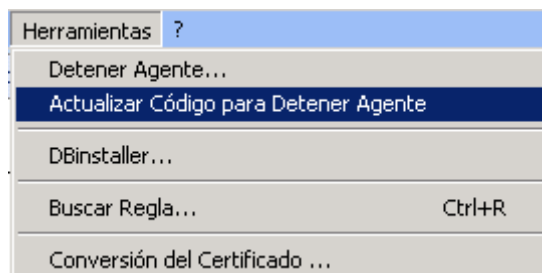 Herramientas ?
Detener Agente...
Actualizar Código para Detener Agente
DBinstaller...
Buscar Regla... Ctrl+R
Conversión del Certificado ...